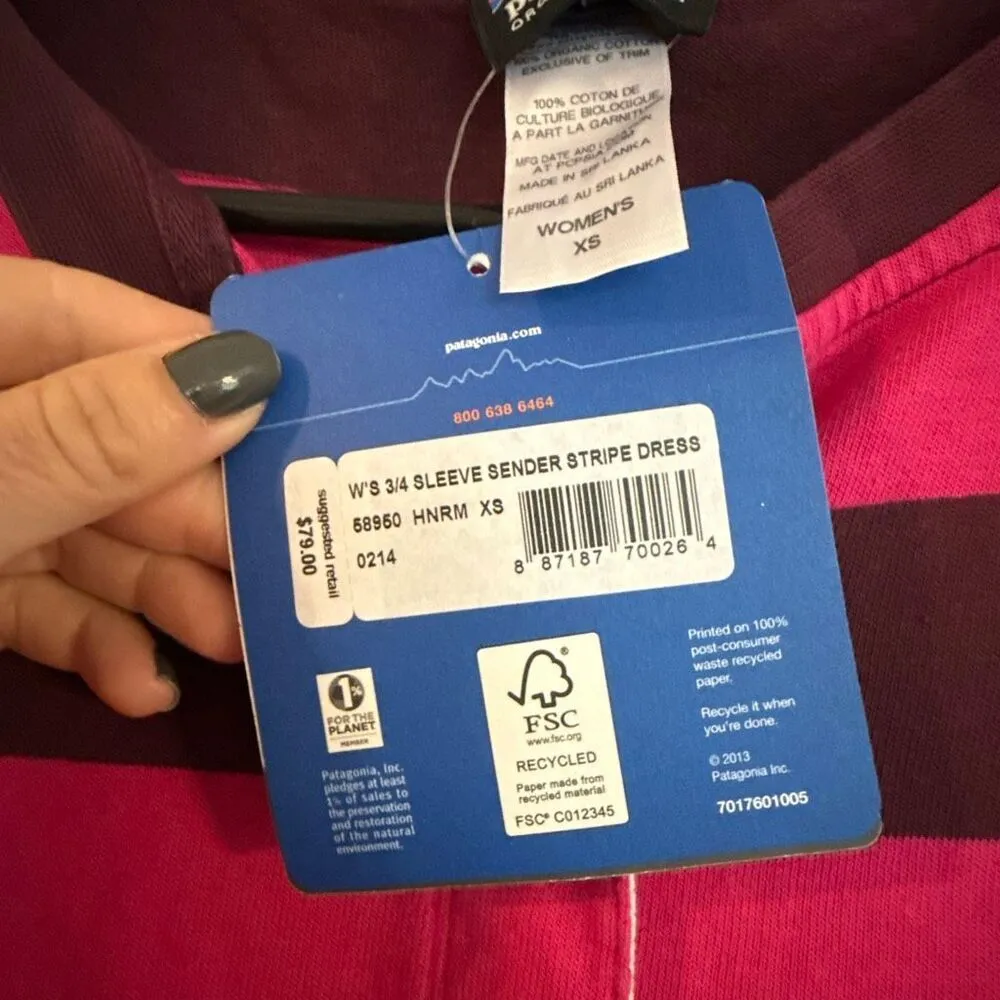 100% ORGANIC COTTON
EXCLUSIVE OF TRIM
100% COTON DE
CULTURE BIOLOGIQUE
A PART LA GARNITURE
MFG DATE AND
AT PCPSIA
MADE IN SRI LANKA
FABRIQUÉ AU SRI LANKA
WOMEN'S
XS
patagonia.com
800 638 6464
suggested retail
$79.00
W'S 3/4 SLEEVE SENDER STRIPE DRESS
58950 HNRM XS
0214
8 87187 70026 4
1%
FOR THE
PLANET
MEMBER
Patagonia, Inc.
pledges at least
1% of sales to
the preservation
and restoration
of the natural
environment.
®
FSC
www.fsc.org
RECYCLED
Paper made from
recycled material
FSC® C012345
Printed on 100%
post-consumer
waste recycled
paper.
Recycle it when
you're done.
© 2013
Patagonia Inc.
7017601005